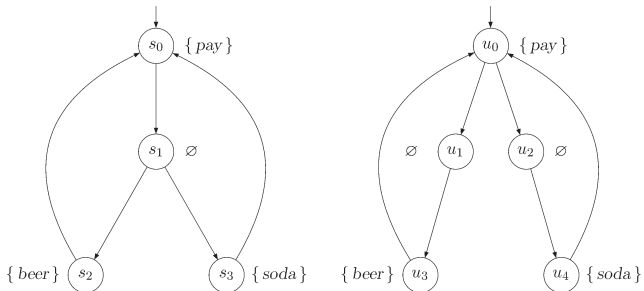 s₀ { pay } u₀ { pay }
s₁ ∅ ∅ u₁ u₂ ∅
{ beer } s₂ s₃ { soda } { beer } u₃ u₄ { soda }